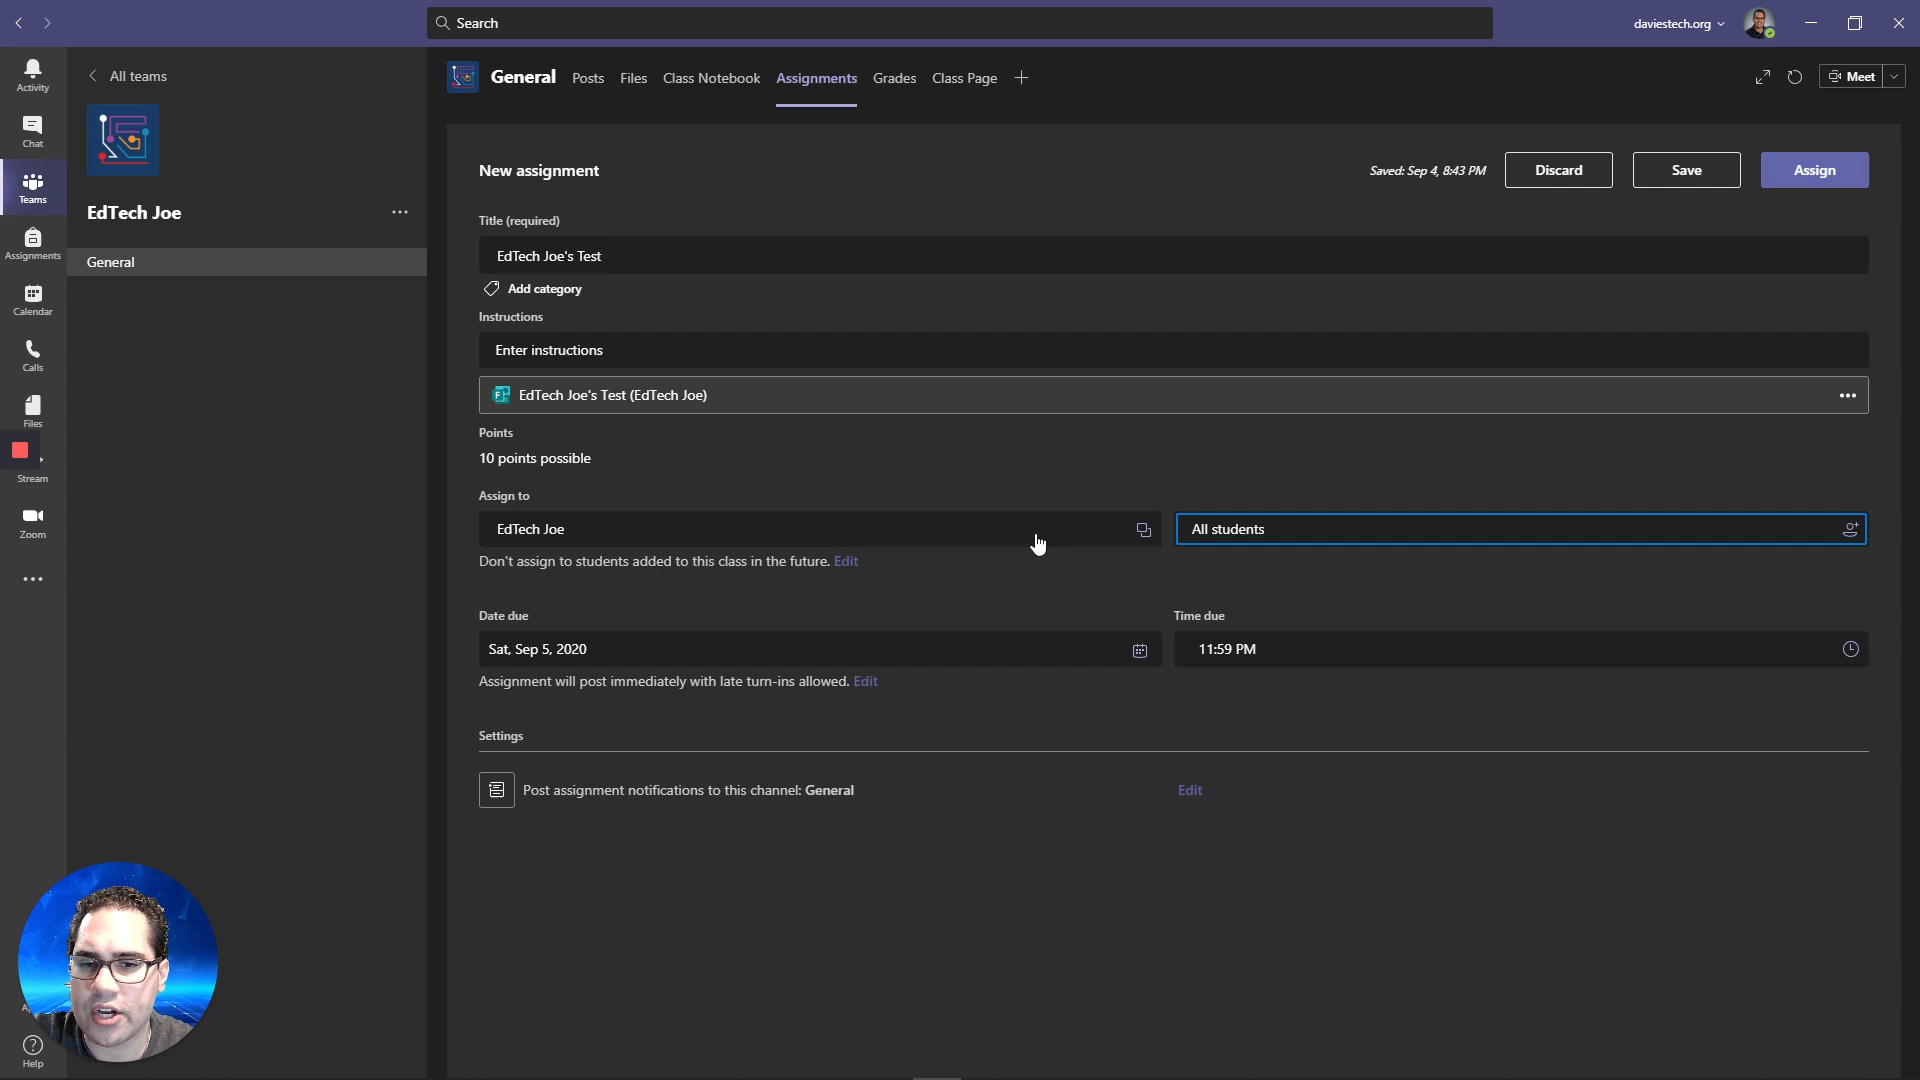 Search
daviestech.org
Activity
Chat
Teams
Assignments
Calendar
Calls
Files
Stream
Zoom
Help
All teams
EdTech Joe
General
General
Posts
Files
Class Notebook
Assignments
Grades
Class Page
Meet
New assignment
Saved: Sep 4, 8:43 PM
Discard
Save
Assign
Title (required)
EdTech Joe's Test
Add category
Instructions
Enter instructions
EdTech Joe's Test (EdTech Joe)
Points
10 points possible
Assign to
EdTech Joe
All students
Don't assign to students added to this class in the future. Edit
Date due
Time due
Sat, Sep 5, 2020
11:59 PM
Assignment will post immediately with late turn-ins allowed. Edit
Settings
Post assignment notifications to this channel: General
Edit